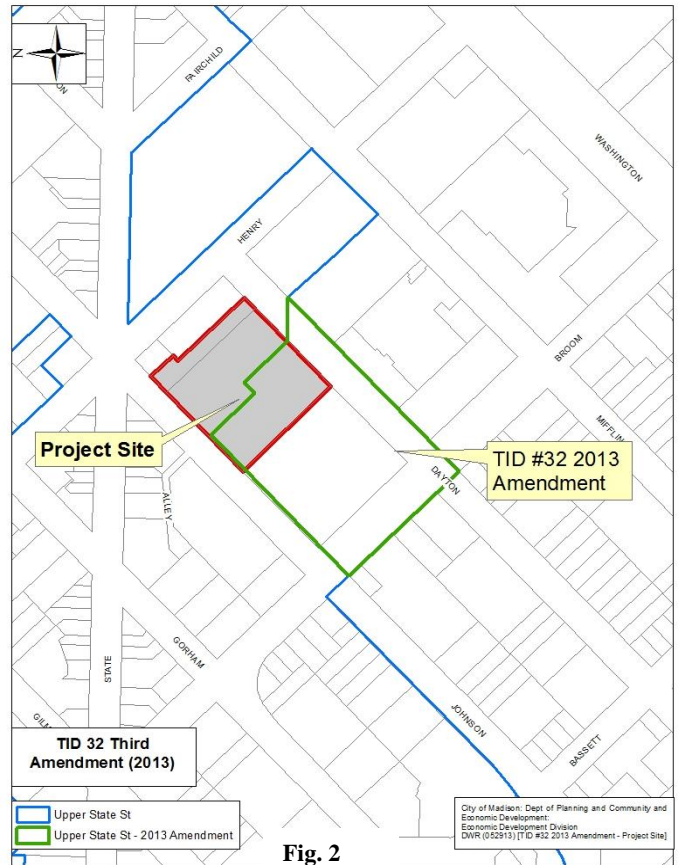 N
FAIRCHILD
ON
WASHINGTON
HENRY
BROOM
MIFFLIN
Project Site
TID #32 2013
Amendment
DAYTON
ALLEY
GORHAM
STATE
JOHNSON
BASSETT
GIL
TID 32 Third
Amendment (2013)
Upper State St
Upper State St - 2013 Amendment
City of Madison: Dept of Planning and Community and
Economic Development:
Economic Development Division
DWR (052913) [TID #32 2013 Amendment - Project Site]
Fig. 2